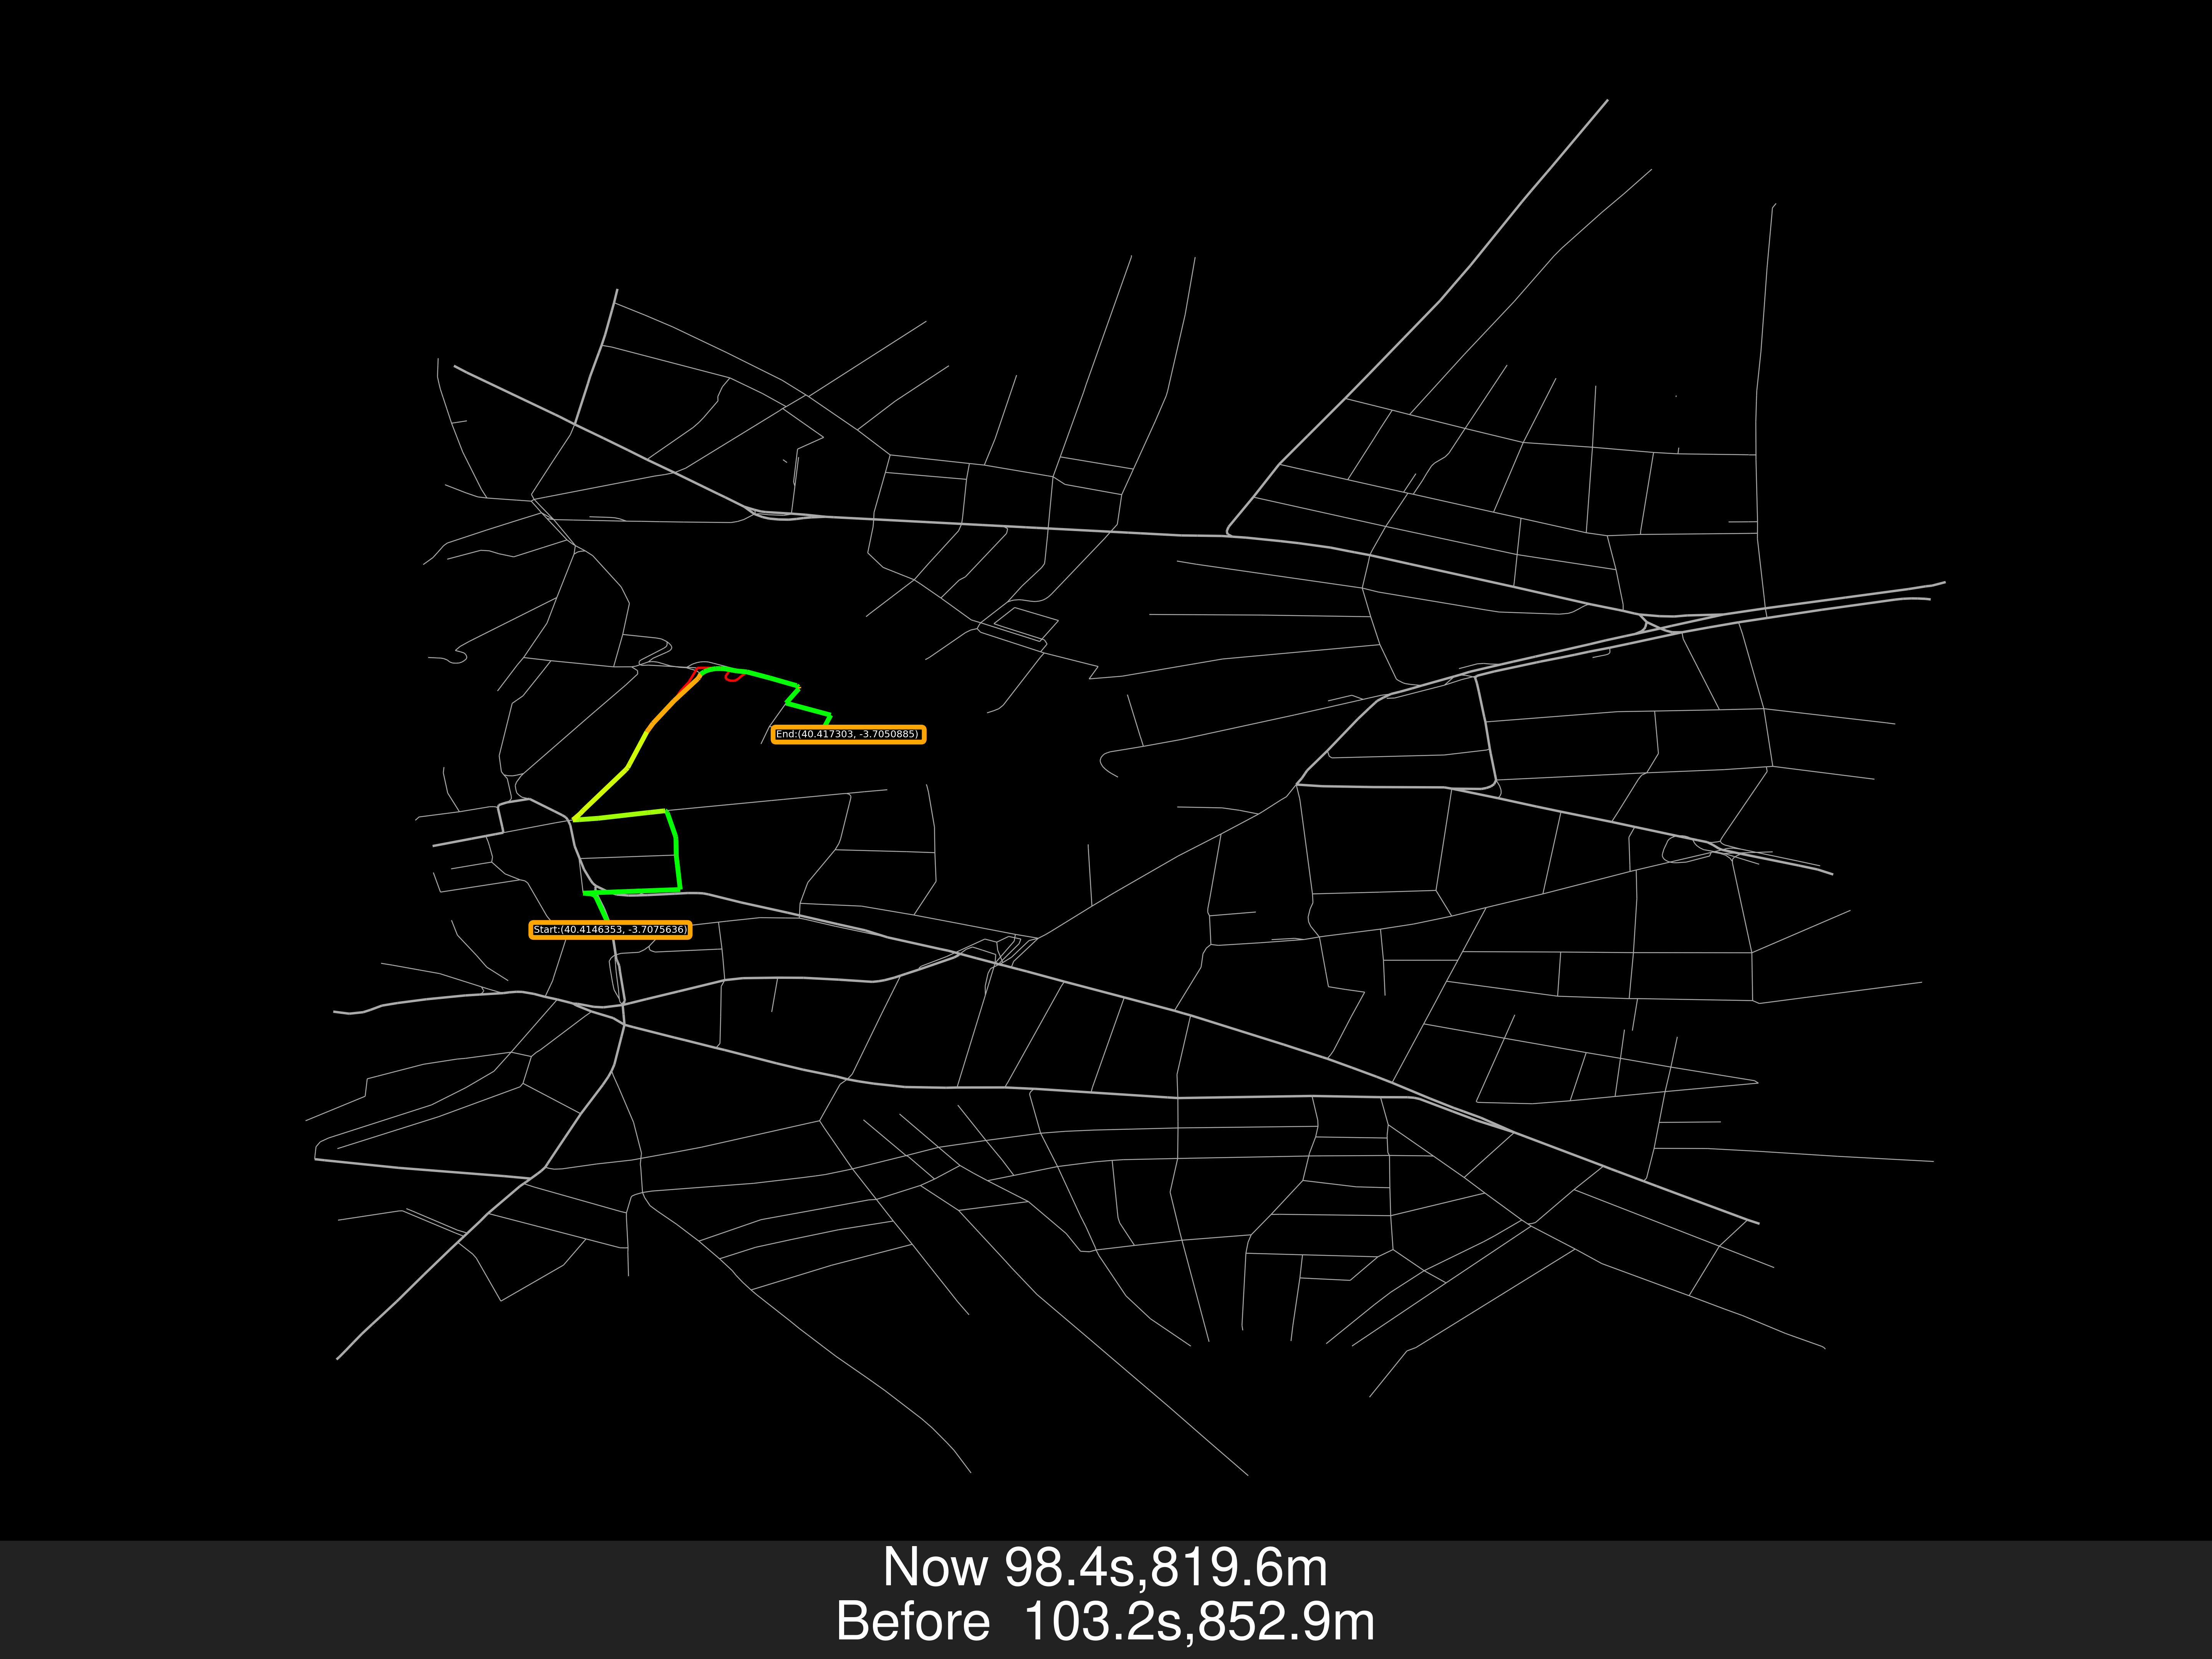 End:(40.417303, -3.7050885)
Start:(40.4146353, -3.7075636)
Now 98.4s,819.6m
Before  103.2s,852.9m